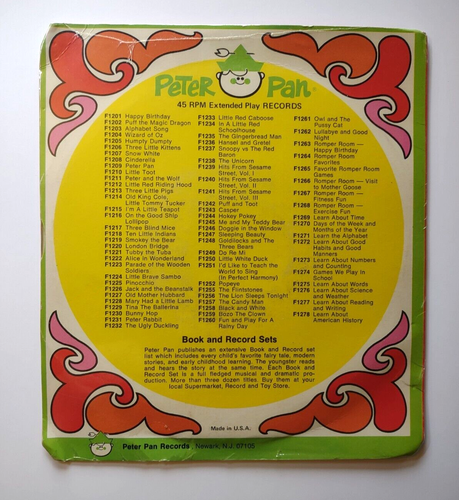 PETER PAN
45 RPM Extended Play RECORDS
F1201 Happy Birthday
F1202 Puff the Magic Dragon
F1203 Alphabet Song
F1204 Wizard of Oz
F1205 Humpty Dumpty
F1206 Three Little Kittens
F1207 Snow White
F1208 Cinderella
F1209 Peter Pan
F1210 Little Toot
F1211 Peter and the Wolf
F1212 Little Red Riding Hood
F1213 Three Little Pigs
F1214 Old King Cole,
Little Tommy Tucker
F1215 I'm A Little Teapot
F1216 On the Good Ship
Lollipop
F1217 Three Blind Mice
F1218 Ten Little Indians
F1219 Smokey the Bear
F1220 London Bridge
F1221 Tubby the Tuba
F1222 Alice in Wonderland
F1223 Parade of the Wooden
Soldiers
F1224 Little Brave Sambo
F1225 Pinocchio
F1226 Jack and the Beanstalk
F1227 Old Mother Hubbard
F1228 Mary Had a Little Lamb
F1229 Tina The Ballerina
F1230 Bunny Hop
F1231 Peter Rabbit
F1232 The Ugly Duckling
F1233 Little Red Caboose
F1234 In A Little Red
Schoolhouse
F1235 The Gingerbread Man
F1236 Hansel and Gretel
F1237 Snoopy vs The Red
Baron
F1238 The Unicorn
F1239 Hits From Sesame
Street, Vol. I
F1240 Hits From Sesame
Street, Vol. II
F1241 Hits From Sesame
Street, Vol. III
F1242 Puff and Toot
F1243 Casper
F1244 Hokey Pokey
F1245 Me and My Teddy Bear
F1246 Doggie in the Window
F1247 Sleeping Beauty
F1248 Goldilocks and The
Three Bears
F1249 Do Re Mi
F1250 Little White Duck
F1251 I'd Like to Teach the
World to Sing
(In Perfect Harmony)
F1252 Popeye
F1255 The Flintstones
F1256 The Lion Sleeps Tonight
F1257 The Candy Man
F1258 Black and White
F1259 Bozo The Clown
F1260 Fun and Play For A
Rainy Day
F1261 Owl and The
Pussy Cat
F1262 Lullabye and Good
Night
F1263 Romper Room —
Happy Birthday
F1264 Romper Room
Favorites
F1265 Favorite Romper Room
Games
F1266 Romper Room — Visit
to Mother Goose
F1267 Romper Room —
Fitness Fun
F1268 Romper Room —
Exercise Fun
F1269 Learn About Time
F1270 Days of the Week and
Months of the Year
F1271 Learn the Alphabet
F1272 Learn About Good
Habits and Good
Manners
F1273 Learn About Numbers
and Counting
F1274 Games We Play In
School
F1275 Learn About Words
F1276 Learn About Science
and Weather
F1277 Learn About Reading
and Writing
F1278 Learn About
American History
Book and Record Sets
Peter Pan publishes an extensive Book and Record set
list which includes every child's favorite fairy tale, modern
stories, and early childhood learning. The youngster reads
and hears the story at the same time. Each Book and
Record Set is a full fledged musical and dramatic pro-
duction. More than three dozen titles. Buy them at your
local Supermarket, Record and Toy Store.
Made in U.S.A.
Peter Pan Records, Newark, N.J. 07105